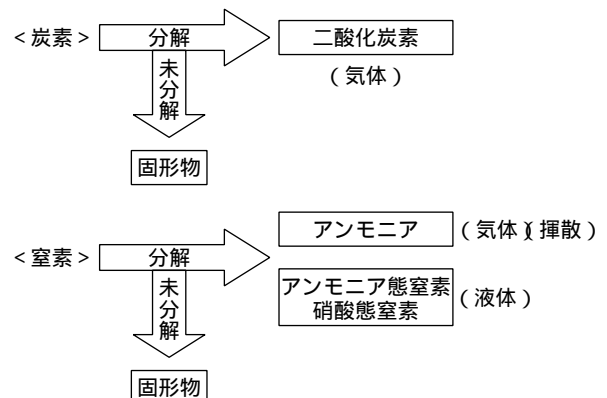 ＜炭素＞
分解
二酸化炭素
（気体）
未分解
固形物
＜窒素＞
分解
アンモニア
（気体）（揮散）
アンモニア態窒素
硝酸態窒素
（液体）
未分解
固形物